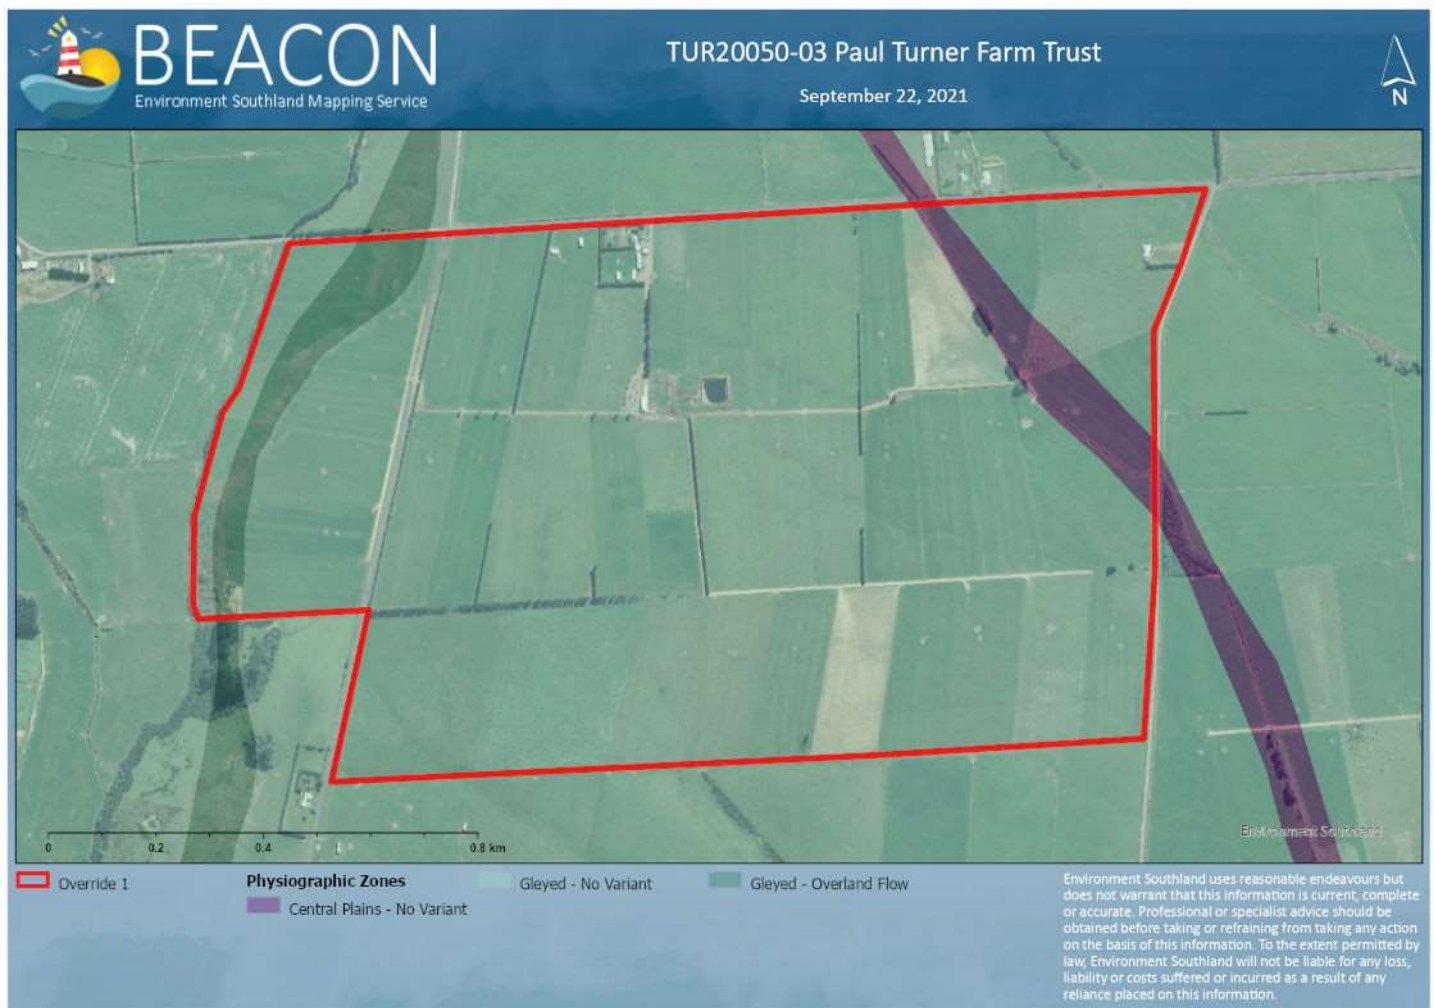 BEACON
Environment Southland Mapping Service
TUR20050-03 Paul Turner Farm Trust
September 22, 2021
N
Environment Southland
0 0.2 0.4 0.8 km
Override 1
Physiographic Zones
Central Plains - No Variant
Gleyed - No Variant
Gleyed - Overland Flow
Environment Southland uses reasonable endeavours but
does not warrant that this information is current, complete
or accurate. Professional or specialist advice should be
obtained before taking or refraining from taking any action
on the basis of this information. To the extent permitted by
law, Environment Southland will not be liable for any loss,
liability or costs suffered or incurred as a result of any
reliance placed on this information.